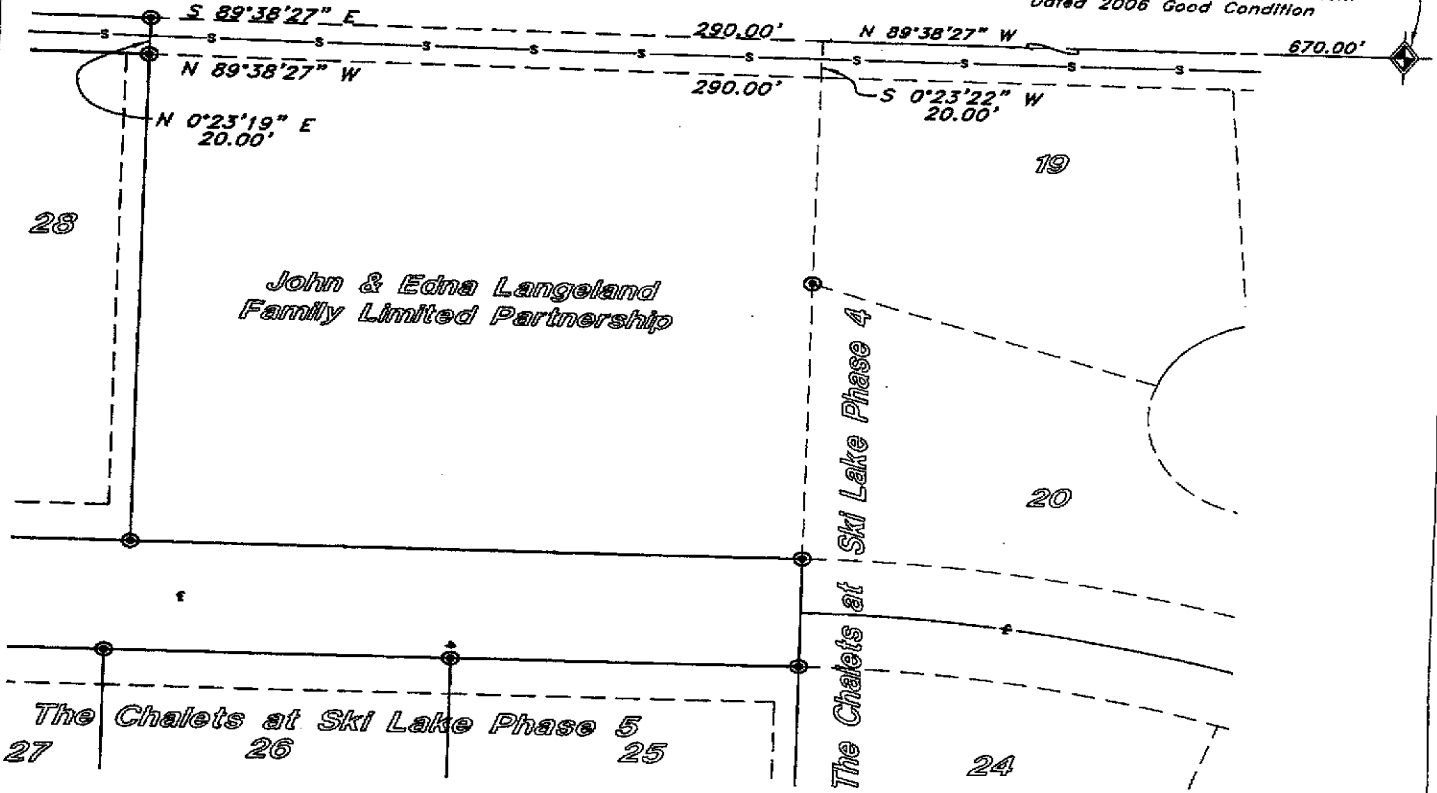 Dated 2006 Good Condition
S 89°38'27" E
290.00'
N 89°38'27" W
670.00'
S S S S S S S S S S S
N 89°38'27" W
290.00'
S 0°23'22" W
20.00'
N 0°23'19" E
20.00'
19
28
John & Edna Langeland
Family Limited Partnership
The Chalets at Ski Lake Phase 4
20
The Chalets at Ski Lake Phase 5
27
26
25
24